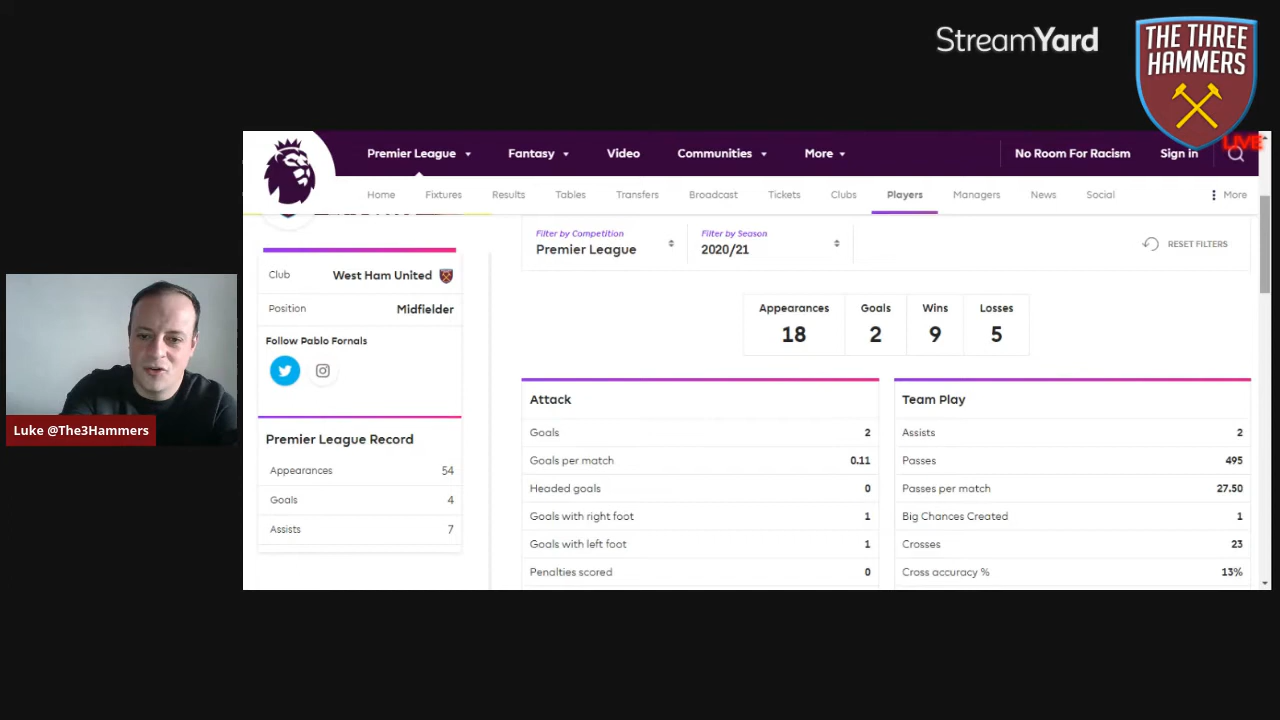 StreamYard
THE THREE
HAMMERS
LIVE
Premier League
Fantasy
Video
Communities
More
No Room For Racism
Sign in
Home
Fixtures
Results
Tables
Transfers
Broadcast
Tickets
Clubs
Players
Managers
News
Social
More
Filter by Competition
Premier League
Filter by Season
2020/21
RESET FILTERS
Club West Ham United
Position Midfielder
Follow Pablo Fornals
Premier League Record
Appearances 54
Goals 4
Assists 7
Appearances
18
Goals
2
Wins
9
Losses
5
Attack
Goals 2
Goals per match 0.11
Headed goals 0
Goals with right foot 1
Goals with left foot 1
Penalties scored 0
Team Play
Assists 2
Passes 495
Passes per match 27.50
Big Chances Created 1
Crosses 23
Cross accuracy % 13%
Luke @The3Hammers